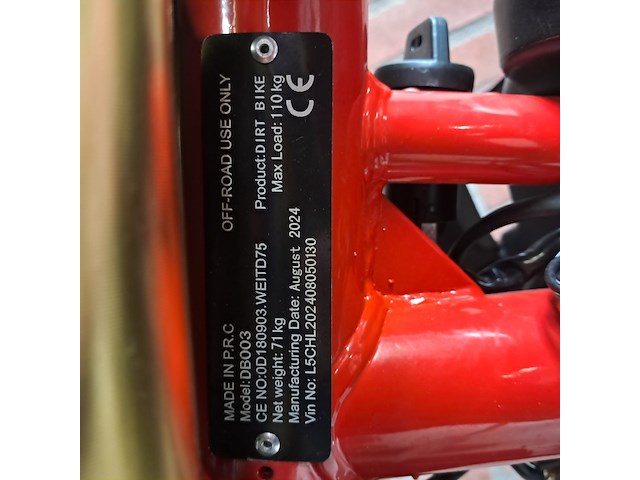 MADE IN P.R.C OFF-ROAD USE ONLY
Model: DB003
CE NO:0D180903.WEITD75 Product:DIRT BIKE
Net weight: 71 kg Max Load: 110 kg
Manufacturing Date: August 2024
Vin No: L5CHL202408050130
CE